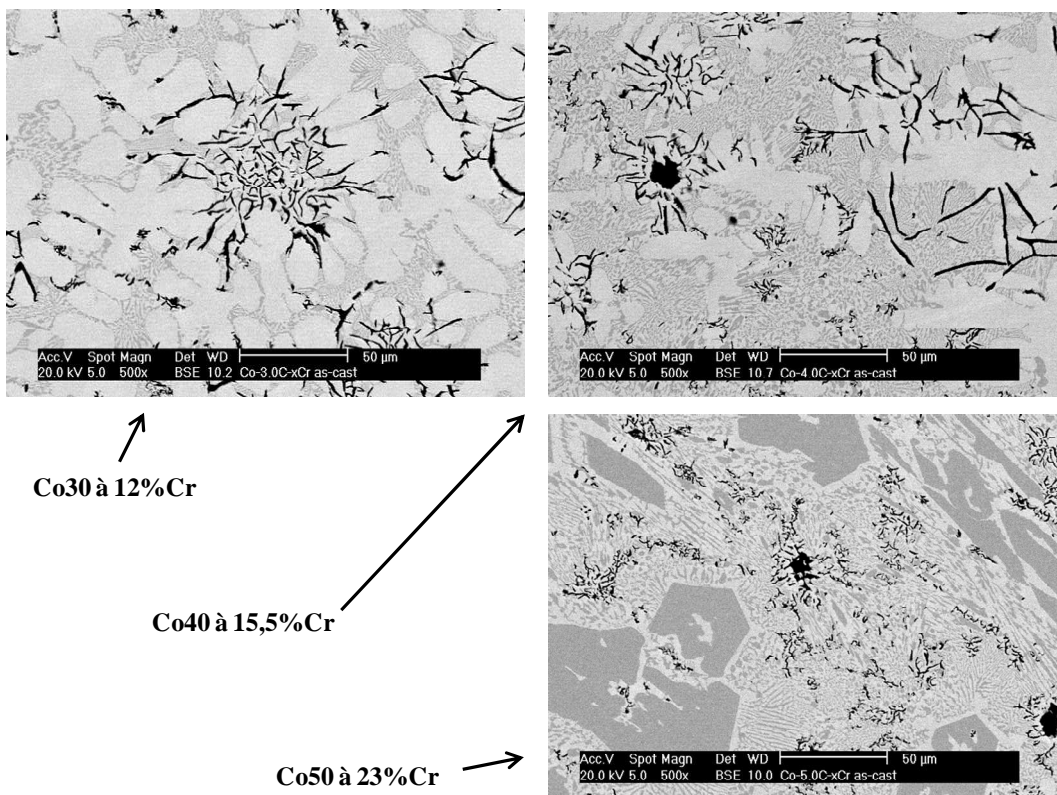 Acc.V Spot Magn Det WD 50 µm
20.0 kV 5.0 500x BSE 10.2 Co-3.0C-xCr as-cast
Acc.V Spot Magn Det WD 50 µm
20.0 kV 5.0 500x BSE 10.7 Co-4.0C-xCr as-cast
Co30 à 12%Cr
Co40 à 15,5%Cr
Co50 à 23%Cr
Acc.V Spot Magn Det WD 50 µm
20.0 kV 5.0 500x BSE 10.0 Co-5.0C-xCr as-cast